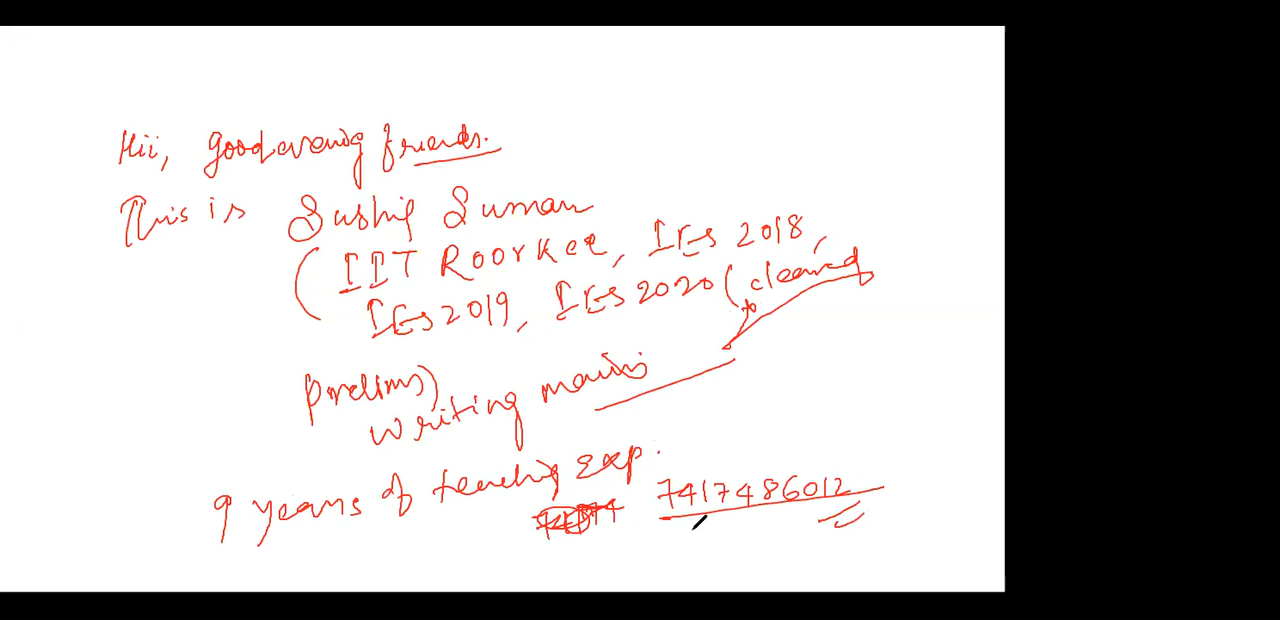 Hii, good evening friends.
This is Sushil Suman
(IIT Roorkee, IES 2018,
IES 2019, IES 2020 (cleared
prelims)
writing mains
9 years of teaching exp.
7417486012